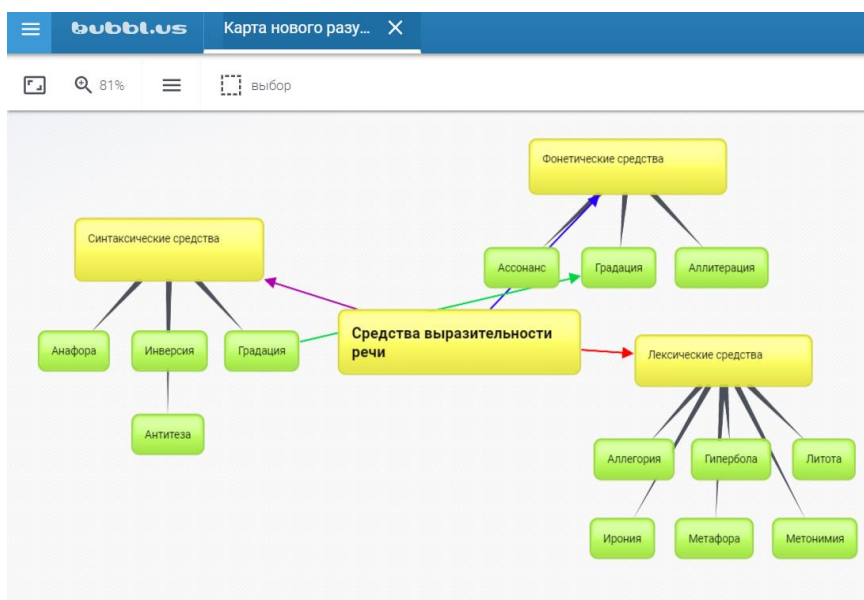 bubbl.us
Карта нового разу...
81%
выбор
Фонетические средства
Синтаксические средства
Ассонанс
Градация
Аллитерация
Средства выразительности
речи
Анафора
Инверсия
Градация
Лексические средства
Антитеза
Аллегория
Гипербола
Литота
Ирония
Метафора
Метонимия